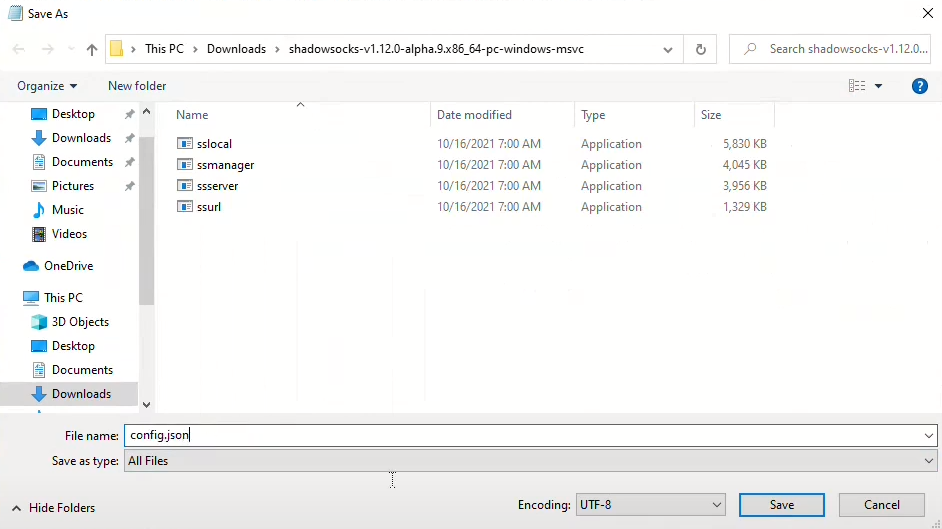 Save As
This PC > Downloads > shadowsocks-v1.12.0-alpha.9.x86_64-pc-windows-msvc
Search shadowsocks-v1.12.0...
Organize
New folder
?
Desktop
Downloads
Documents
Pictures
Music
Videos
OneDrive
This PC
3D Objects
Desktop
Documents
Downloads
Name Date modified Type Size
sslocal 10/16/2021 7:00 AM Application 5,830 KB
ssmanager 10/16/2021 7:00 AM Application 4,045 KB
ssserver 10/16/2021 7:00 AM Application 3,956 KB
ssurl 10/16/2021 7:00 AM Application 1,329 KB
File name: config.json
Save as type: All Files
Hide Folders
Encoding: UTF-8
Save
Cancel